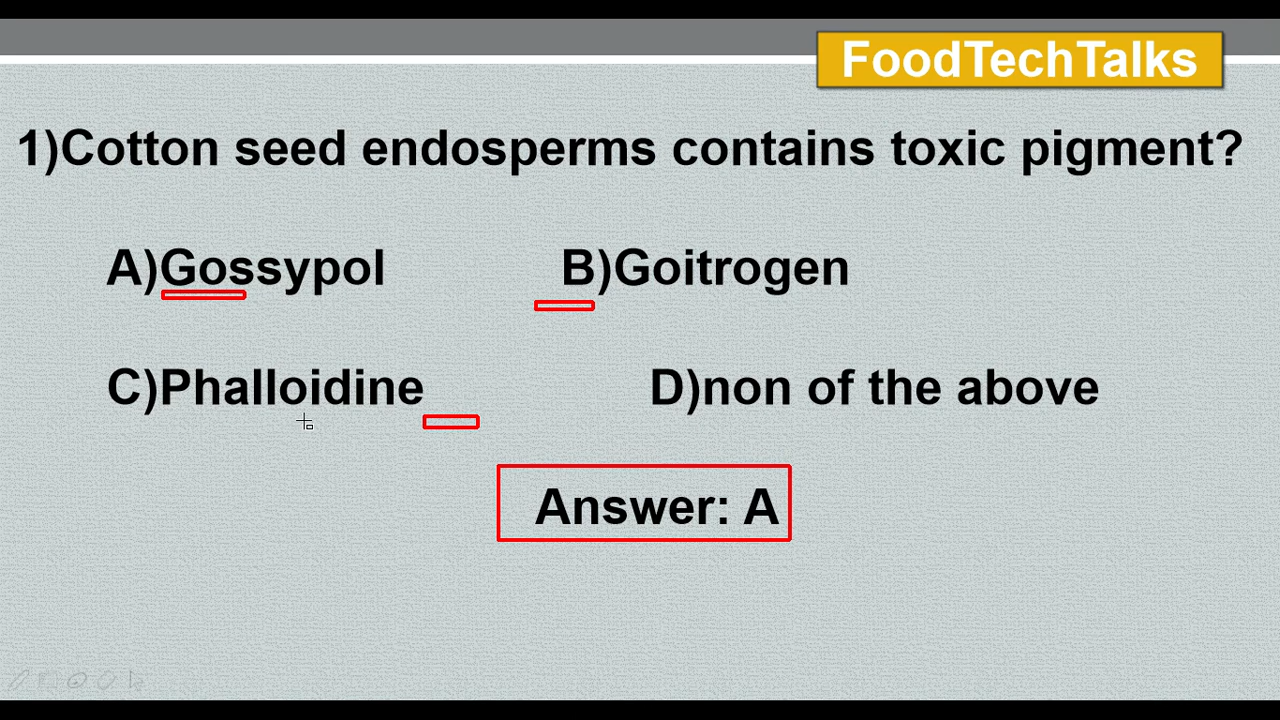 FoodTechTalks
1)Cotton seed endosperms contains toxic pigment?
A)Gossypol B)Goitrogen
C)Phalloidine D)non of the above
Answer: A